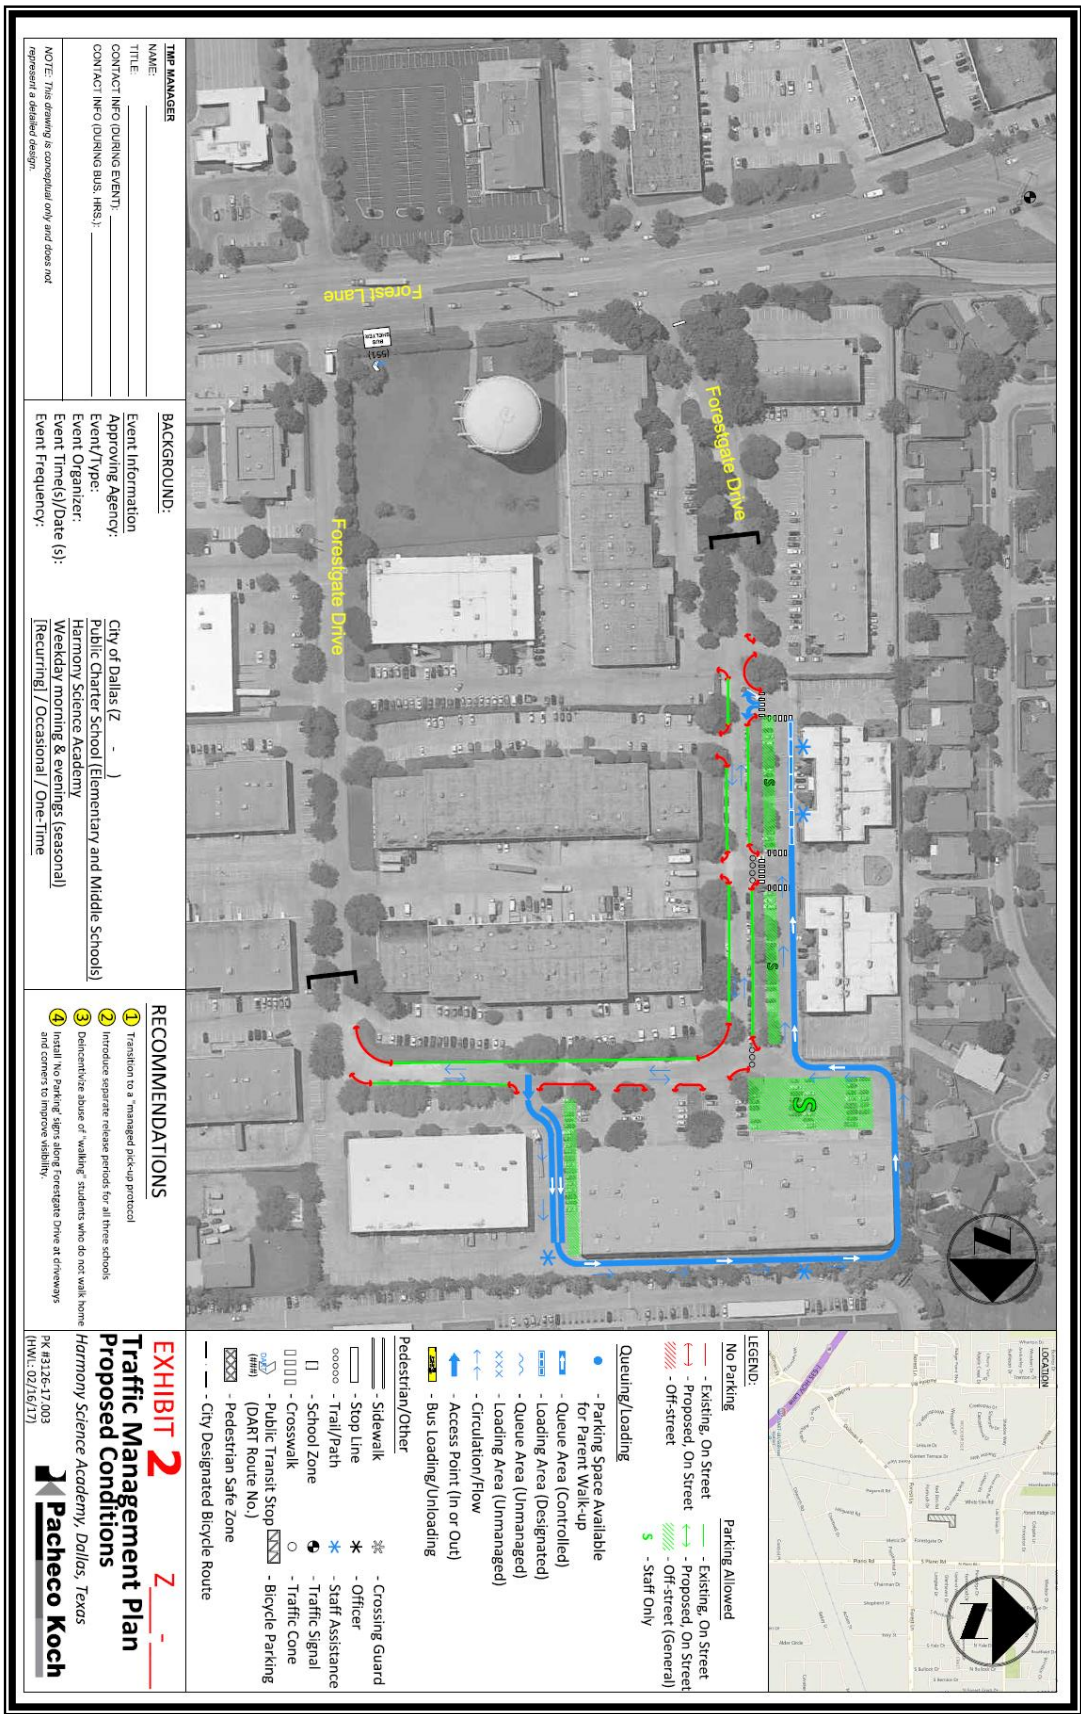 TMP MANAGER
NAME:
TITLE:
CONTACT INFO (DURING EVENT):
CONTACT INFO (DURING BUS. HRS.):
NOTE: This drawing is conceptual only and does not
represent a detailed design.
BACKGROUND:
Event Information
Approving Agency: City of Dallas (Z - )
Event/Type: Public Charter School (Elementary and Middle Schools)
Event Organizer: Harmony Science Academy
Event Time(s)/Date (s): Weekday morning & evenings (seasonal)
Event Frequency: [Recurring] / Occasional / One-Time
RECOMMENDATIONS
1 Transition to a "managed pick-up protocol
2 Introduce separate release periods for all three schools
3 Deincentivize abuse of "walking" students who do not walk home
4 Install 'No Parking' signs along Forestgate Drive at driveways
and corners to improve visibility.
EXHIBIT 2 Z -
Traffic Management Plan
Proposed Conditions
Harmony Science Academy, Dallas, Texas
PK #3126-17.003
(HWL: 02/16/17)
Pacheco Koch
Forest Lane
BUS
SHELTER
(551)
Forestgate Drive
Forestgate Drive
S
S
S
N
LOCATION
N
LEGEND:
No Parking
- Existing, On Street
- Proposed, On Street
- Off-street
Parking Allowed
- Existing, On Street
- Proposed, On Street
- Off-street (General)
S - Staff Only
Queuing/Loading
- Parking Space Available
for Parent Walk-up
- Queue Area (Controlled)
- Loading Area (Designated)
- Queue Area (Unmanaged)
- Loading Area (Unmanaged)
- Circulation/Flow
- Access Point (In or Out)
- Bus Loading/Unloading
Pedestrian/Other
- Sidewalk
- Stop Line
- Trail/Path
- School Zone
- Crosswalk
- Public Transit Stop
(###) (DART Route No.)
- Pedestrian Safe Zone
- City Designated Bicycle Route
- Crossing Guard
- Officer
- Staff Assistance
- Traffic Signal
- Traffic Cone
- Bicycle Parking